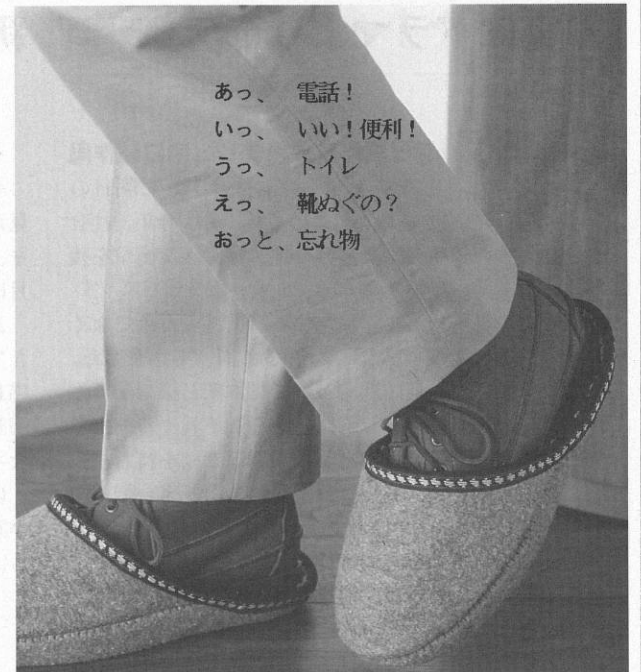 あっ、 電話！
いっ、 いい！便利！
うっ、 トイレ
えっ、 靴ぬぐの？
おっと、忘れ物